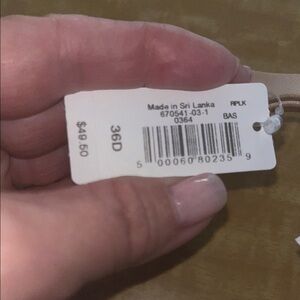 Made in Sri Lanka RPLK
670541-03-1
0364 BAS
$49.50
36D
5 00060 80235 9